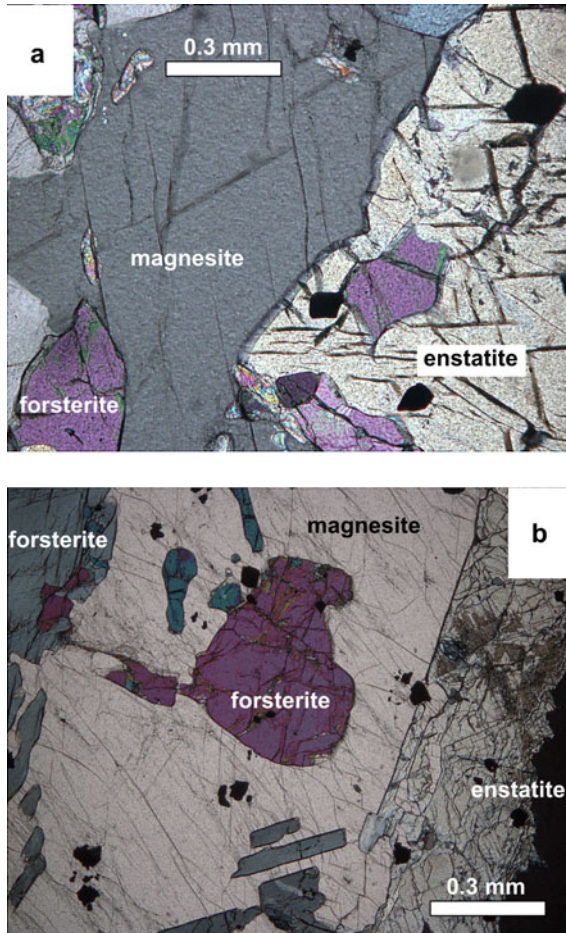 a
0.3 mm
magnesite
enstatite
forsterite
b
magnesite
forsterite
forsterite
enstatite
0.3 mm